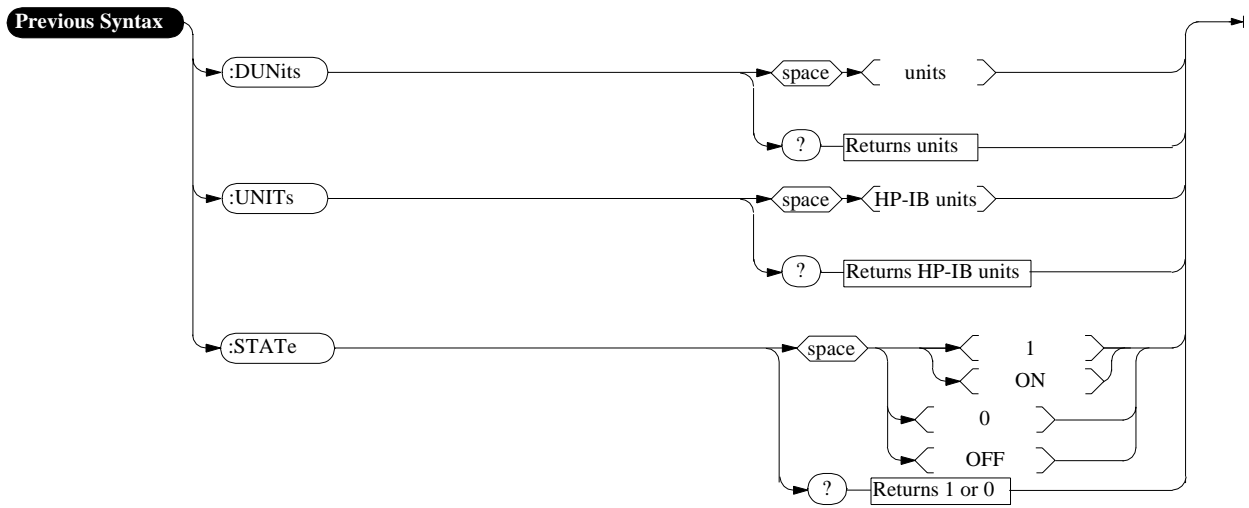 Previous Syntax
:DUNits space units
? Returns units
:UNITs space HP-IB units
? Returns HP-IB units
:STATe space 1
ON
0
OFF
? Returns 1 or 0